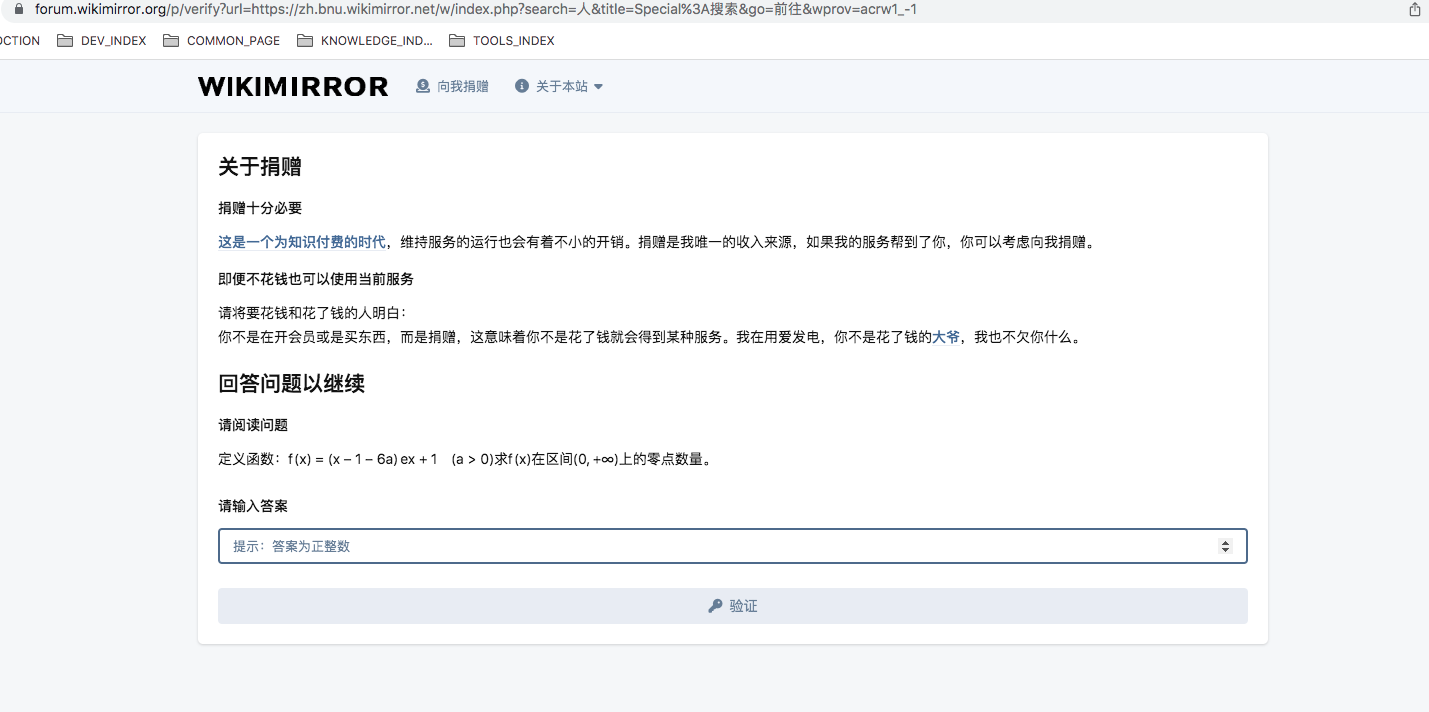 forum.wikimirror.org/p/verify?url=https://zh.bnu.wikimirror.net/w/index.php?search=人&title=Special%3A搜索&go=前往&wprov=acrw1_-1
OCTION DEV_INDEX COMMON_PAGE KNOWLEDGE_IND... TOOLS_INDEX
WIKIMIRROR 向我捐赠 关于本站
关于捐赠
捐赠十分必要
这是一个为知识付费的时代，维持服务的运行也会有着不小的开销。捐赠是我唯一的收入来源，如果我的服务帮到了你，你可以考虑向我捐赠。
即便不花钱也可以使用当前服务
请将要花钱和花了钱的人明白：
你不是在开会员或是买东西，而是捐赠，这意味着你不是花了钱就会得到某种服务。我在用爱发电，你不是花了钱的大爷，我也不欠你什么。
回答问题以继续
请阅读问题
定义函数：f (x) = (x – 1 – 6a) ex + 1 (a > 0)求f (x)在区间(0, +∞)上的零点数量。
请输入答案
提示：答案为正整数
验证